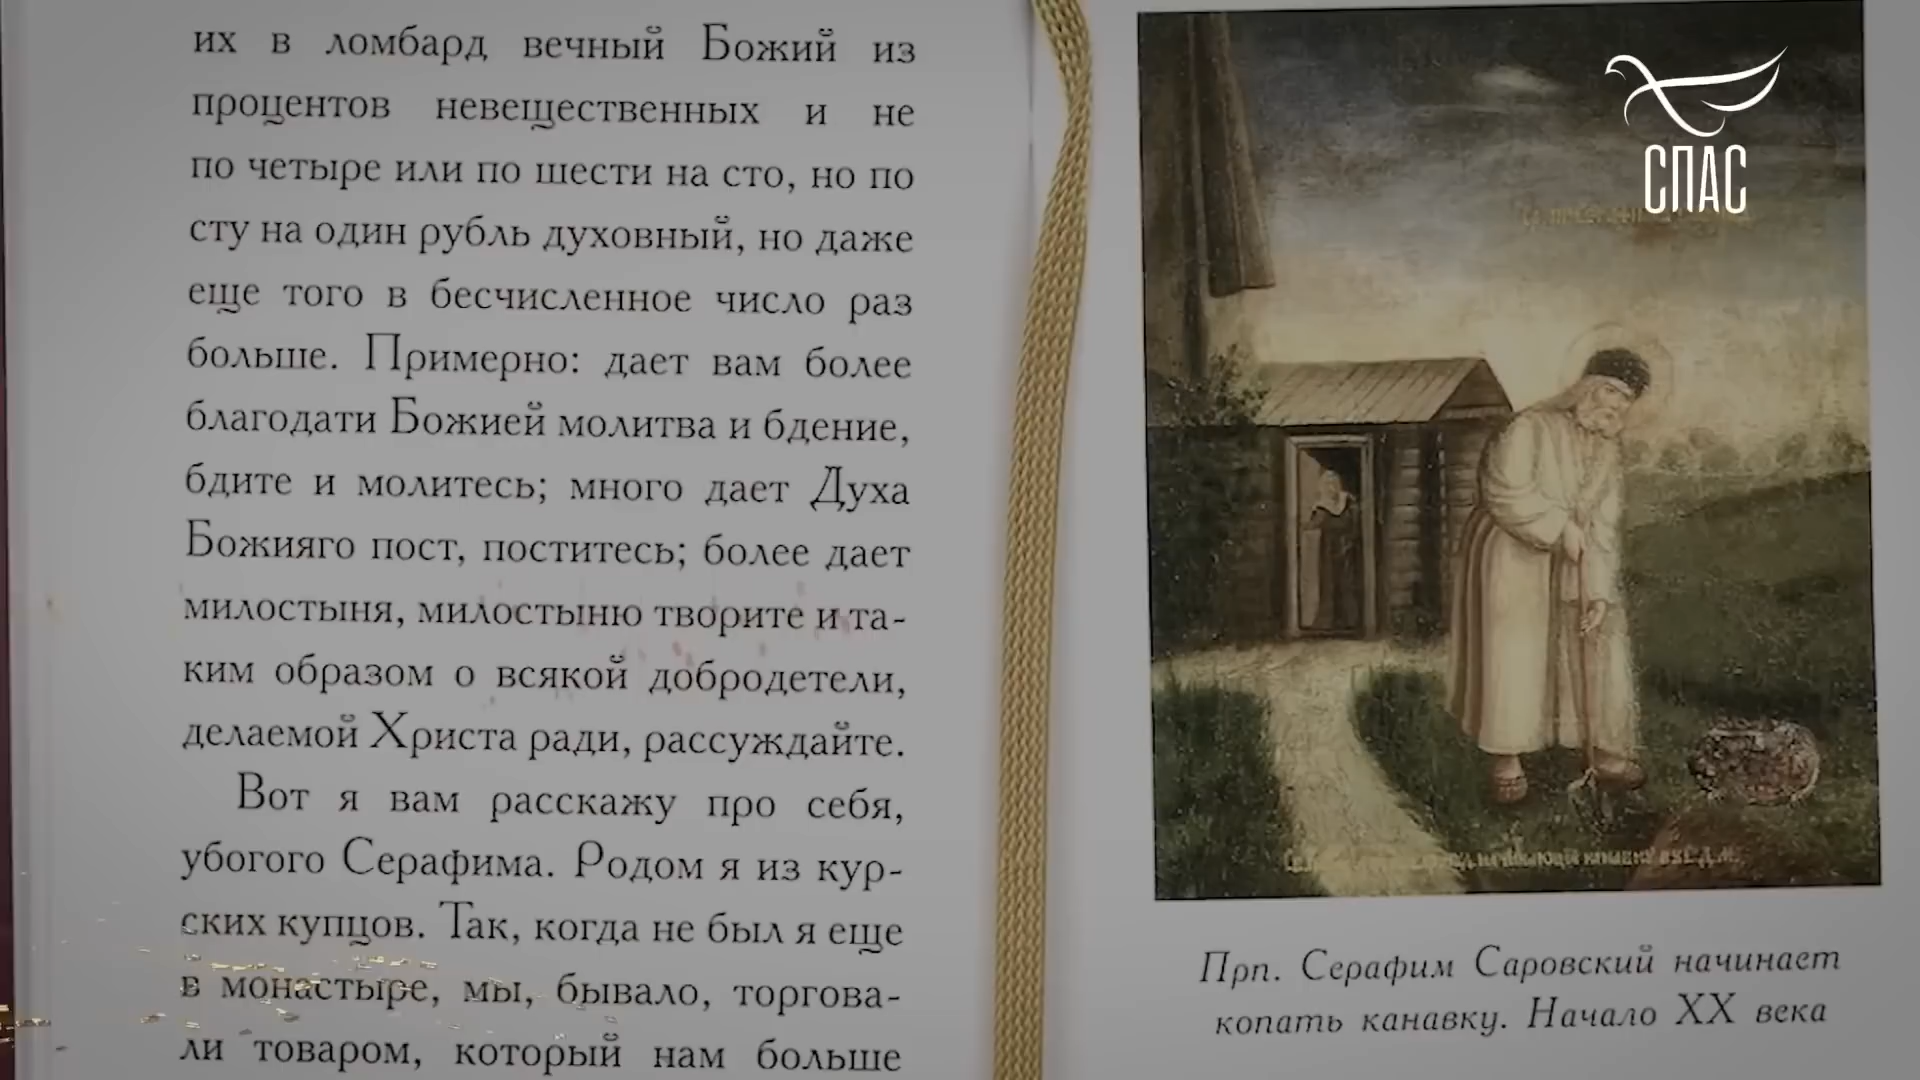 их в ломбард вечный Божий из
процентов невещественных и не
по четыре или по шести на сто, но по
сту на один рубль духовный, но даже
еще того в бесчисленное число раз
больше. Примерно: дает вам более
благодати Божией молитва и бдение,
бдите и молитесь; много дает Духа
Божияго пост, поститесь; более дает
милостыня, милостыню творите и та-
ким образом о всякой добродетели,
делаемой Христа ради, рассуждайте.
Вот я вам расскажу про себя,
убогого Серафима. Родом я из кур-
ских купцов. Так, когда не был я еще
в монастыре, мы, бывало, торгова-
ли товаром, который нам больше
СПАС
Прп. Серафим Саровский начинает
копать канавку. Начало XX века